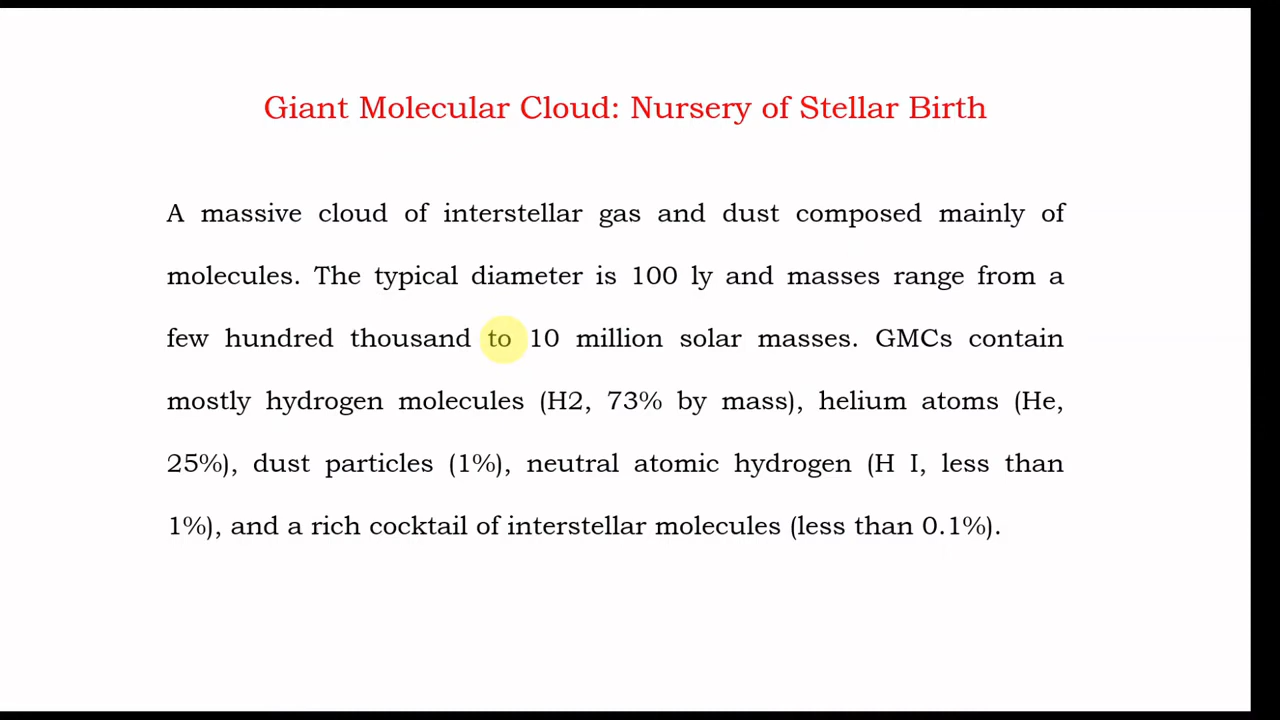 Giant Molecular Cloud: Nursery of Stellar Birth
A massive cloud of interstellar gas and dust composed mainly of
molecules. The typical diameter is 100 ly and masses range from a
few hundred thousand to 10 million solar masses. GMCs contain
mostly hydrogen molecules (H2, 73% by mass), helium atoms (He,
25%), dust particles (1%), neutral atomic hydrogen (H I, less than
1%), and a rich cocktail of interstellar molecules (less than 0.1%).